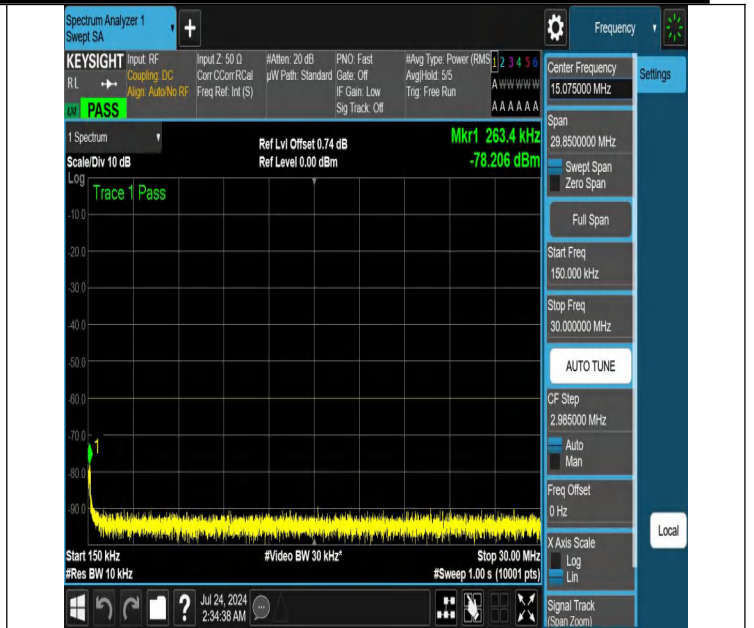 Spectrum Analyzer 1
Swept SA
+
Frequency
KEYSIGHT
RL
PASS
Input: RF
Coupling: DC
Align: Auto/No RF
Input Z: 50 Ω
Corr CCorr RCal
Freq Ref: Int (S)
#Atten: 20 dB
µW Path: Standard
PNO: Fast
Gate: Off
IF Gain: Low
Sig Track: Off
#Avg Type: Power (RMS
Avg|Hold: 5/5
Trig: Free Run
1 2 3 4 5 6
A W W W W W
A A A A A A
1 Spectrum
Scale/Div 10 dB
Ref Lvl Offset 0.74 dB
Ref Level 0.00 dBm
Mkr1 263.4 kHz
-78.206 dBm
Log
Trace 1 Pass
-10.0
-20.0
-30.0
-40.0
-50.0
-60.0
-70.0
1
-80.0
-90.0
Start 150 kHz
#Res BW 10 kHz
#Video BW 30 kHz*
Stop 30.00 MHz
#Sweep 1.00 s (10001 pts)
Center Frequency
15.075000 MHz
Settings
Span
29.8500000 MHz
Swept Span
Zero Span
Full Span
Start Freq
150.000 kHz
Stop Freq
30.000000 MHz
AUTO TUNE
CF Step
2.985000 MHz
Auto
Man
Freq Offset
0 Hz
Local
X Axis Scale
Log
Lin
Signal Track
(Span Zoom)
?
Jul 24, 2024
2:34:38 AM